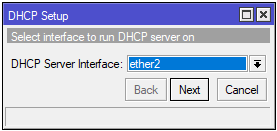 DHCP Setup
Select interface to run DHCP server on
DHCP Server Interface: ether2
Back Next Cancel